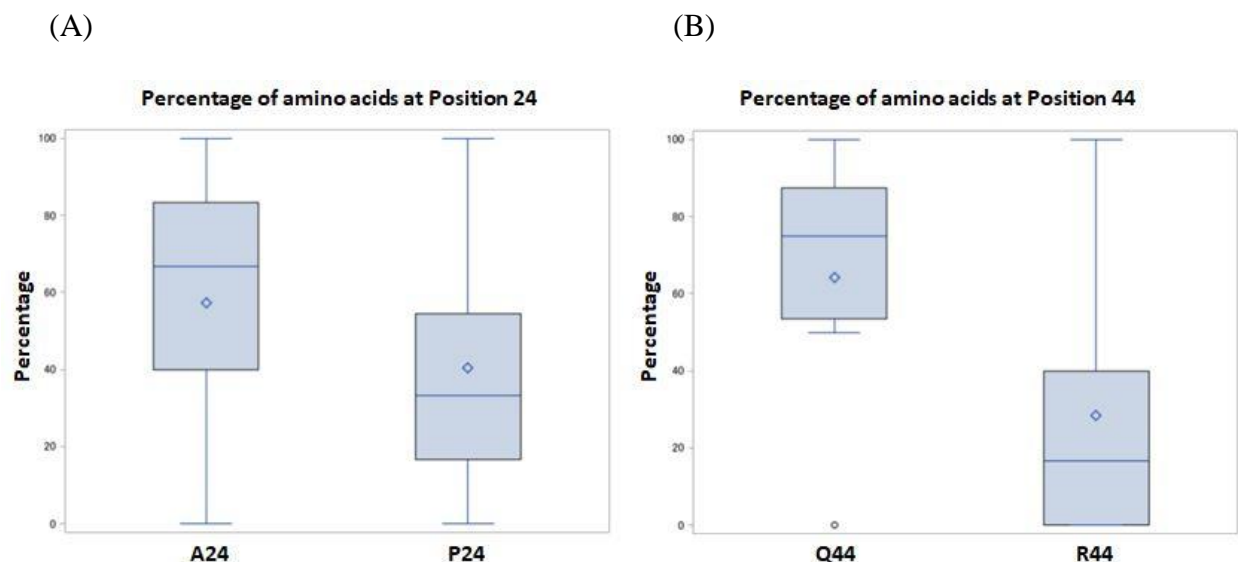 (A)
(B)
Percentage of amino acids at Position 24
Percentage of amino acids at Position 44
Percentage
100
80
60
40
20
0
A24 P24
Percentage
100
80
60
40
20
0
Q44 R44